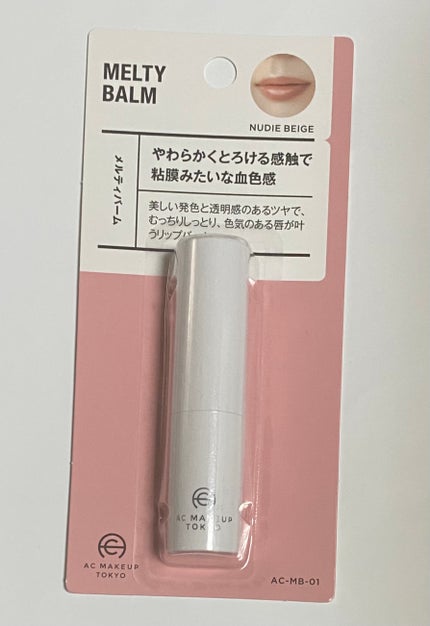 MELTY
BALM
NUDIE BEIGE
メルティバーム
やわらかくとろける感触で
粘膜みたいな血色感
美しい発色と透明感のあるツヤで、
むっちりしっとり、色気のある唇が叶
うリップバーム
AC MAKEUP
TOKYO
AC MAKEUP
TOKYO
AC-MB-01